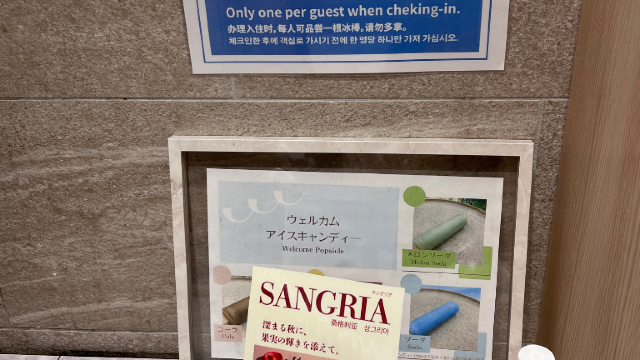 Only one per guest when cheking-in.
办理入住时，每人可品尝一根冰棒。请勿多拿。
체크인한 후에 객실로 가시기 전에 한 명당 하나만 가져 가십시오.
ウェルカム
アイスキャンディー
Welcome Popsicle
メロンソーダ
Melon Soda
コーラ
Cola
ソーダ
Soda
サングリア
SANGRIA
桑格利亚 샹그리아
深まる秋に、
果実の輝きを添えて。